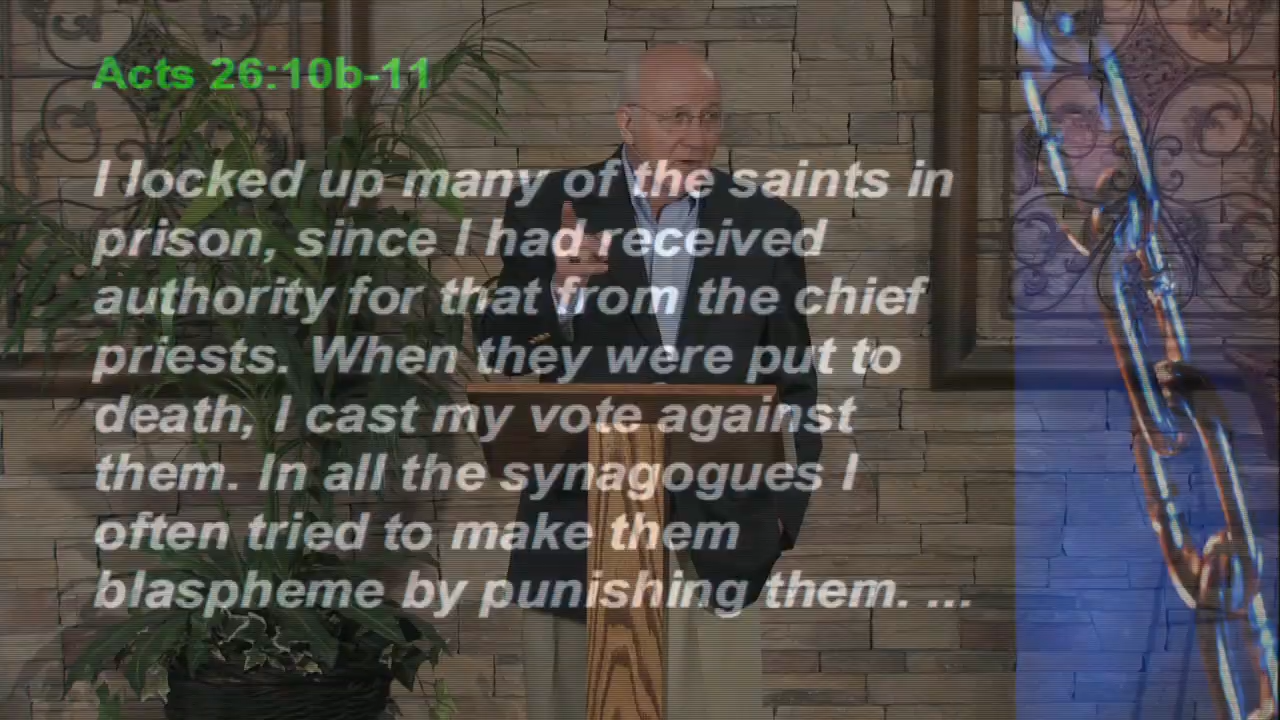 Acts 26:10b-11
I locked up many of the saints in
prison, since I had received
authority for that from the chief
priests. When they were put to
death, I cast my vote against
them. In all the synagogues I
often tried to make them
blaspheme by punishing them. ...